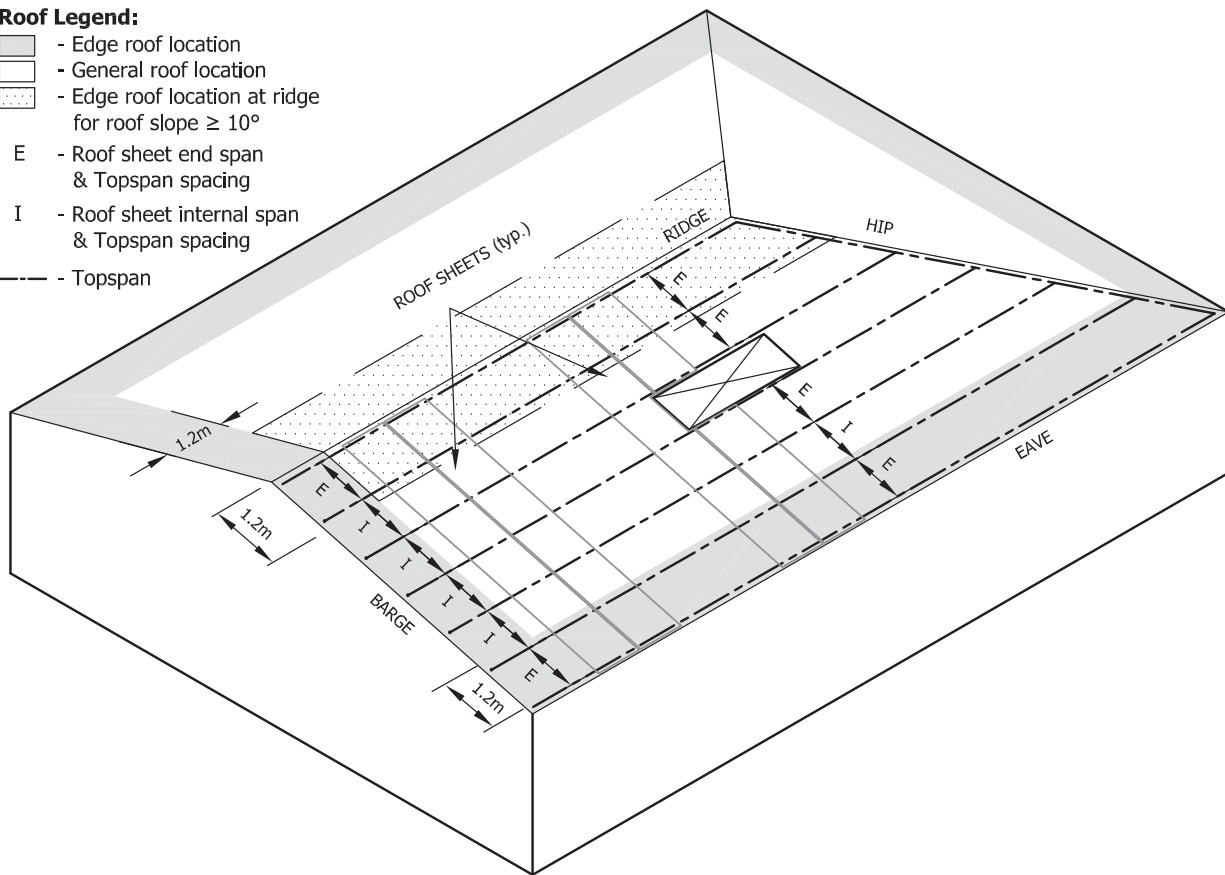 Roof Legend:
- Edge roof location
- General roof location
- Edge roof location at ridge
for roof slope ≥ 10°
E - Roof sheet end span
& Topspan spacing
I - Roof sheet internal span
& Topspan spacing
- Topspan
ROOF SHEETS (typ.)
RIDGE
HIP
E
E
E
I
E
EAVE
1.2m
1.2m
E
I
I
I
I
E
BARGE
1.2m